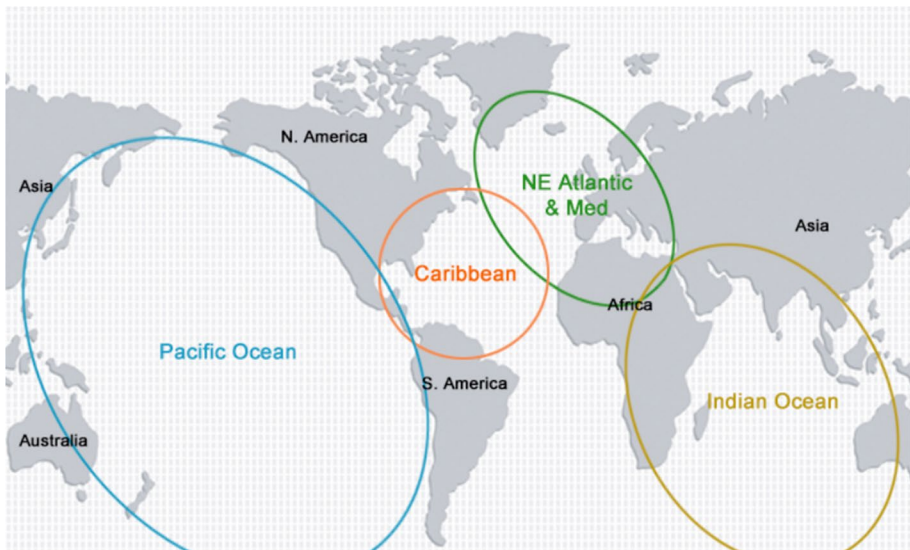 N. America
Asia
NE Atlantic
& Med
Asia
Caribbean
Africa
Pacific Ocean
S. America
Indian Ocean
Australia